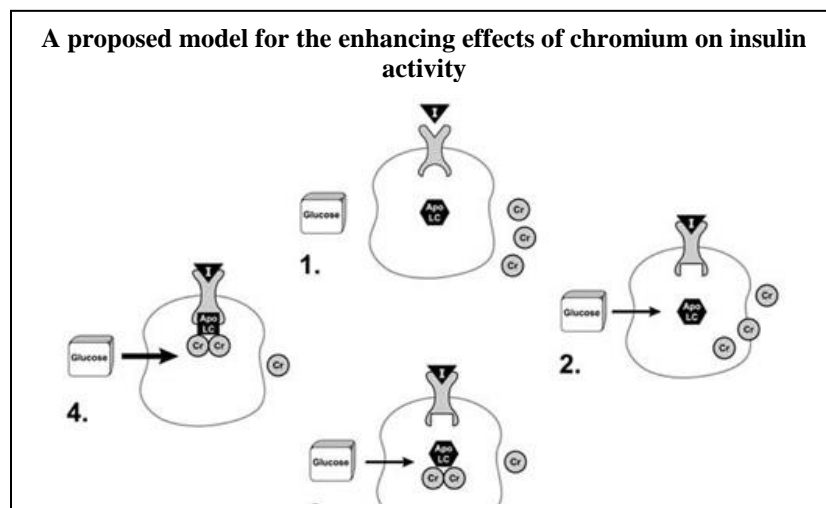 A proposed model for the enhancing effects of chromium on insulin
activity
I
Glucose
Apo
LC
Cr
Cr
Cr
1.
I
Glucose
Apo
LC
Cr
Cr
Cr
2.
I
Glucose
Apo
LC
Cr Cr
Cr
4.
I
Glucose
Apo
LC
Cr Cr
Cr